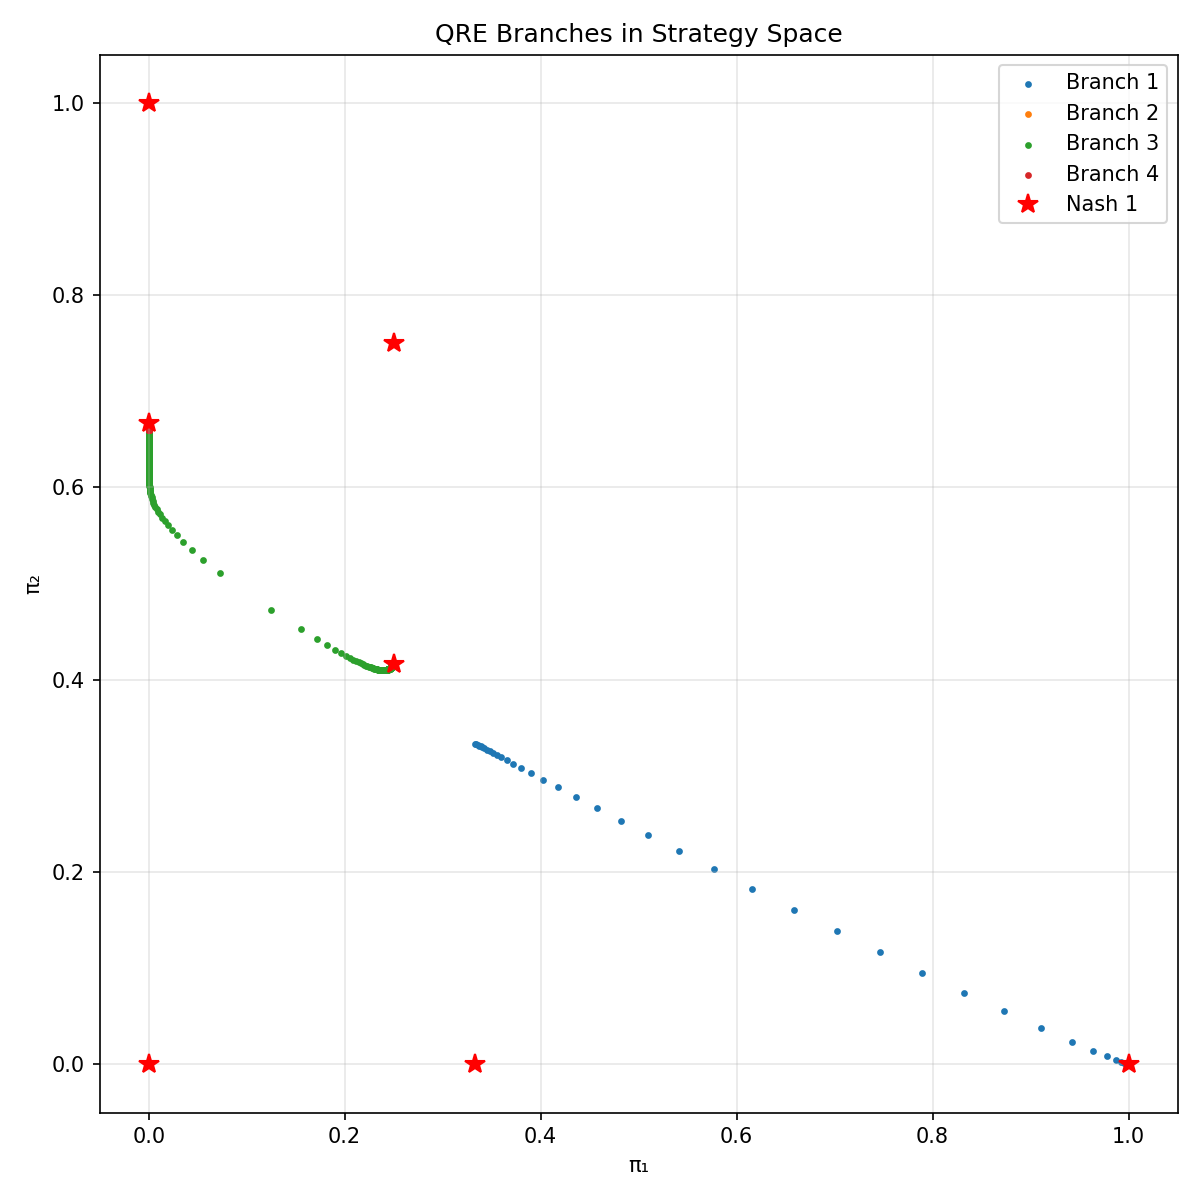 QRE Branches in Strategy Space
Branch 1
Branch 2
Branch 3
Branch 4
Nash 1
1.0
0.8
0.6
0.4
0.2
0.0
π₂
0.0 0.2 0.4 0.6 0.8 1.0
π₁